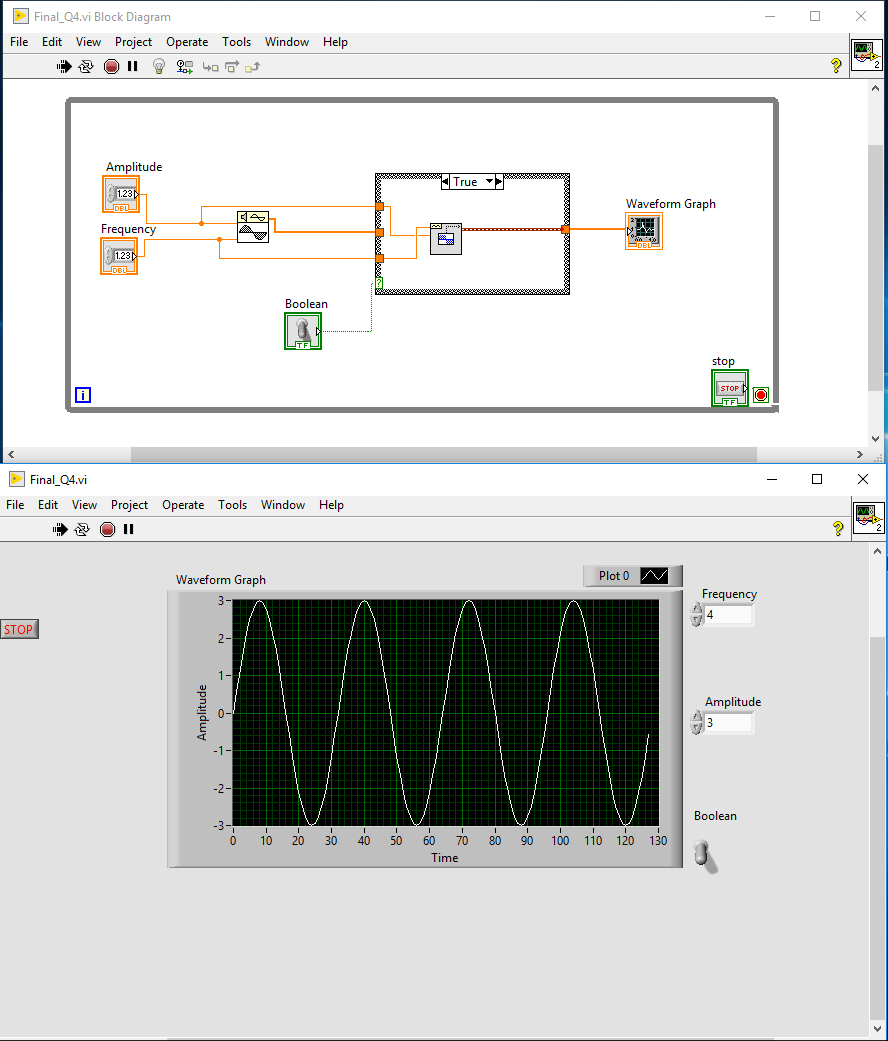 Final_Q4.vi Block Diagram
File Edit View Project Operate Tools Window Help
2
Amplitude
1.23
DBL
Frequency
1.23
DBL
True
?
Waveform Graph
DBL
Boolean
TF
stop
STOP
TF
i
Final_Q4.vi
File Edit View Project Operate Tools Window Help
2
Waveform Graph
Plot 0
STOP
Amplitude
3
2
1
0
-1
-2
-3
0 10 20 30 40 50 60 70 80 90 100 110 120 130
Time
Frequency
4
Amplitude
3
Boolean